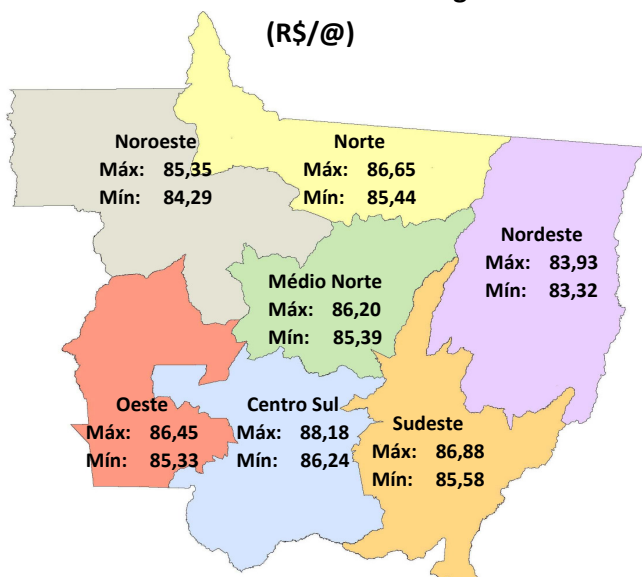 (R$/@)
Noroeste
Máx: 85,35
Mín: 84,29
Norte
Máx: 86,65
Mín: 85,44
Nordeste
Máx: 83,93
Mín: 83,32
Médio Norte
Máx: 86,20
Mín: 85,39
Oeste
Máx: 86,45
Mín: 85,33
Centro Sul
Máx: 88,18
Mín: 86,24
Sudeste
Máx: 86,88
Mín: 85,58